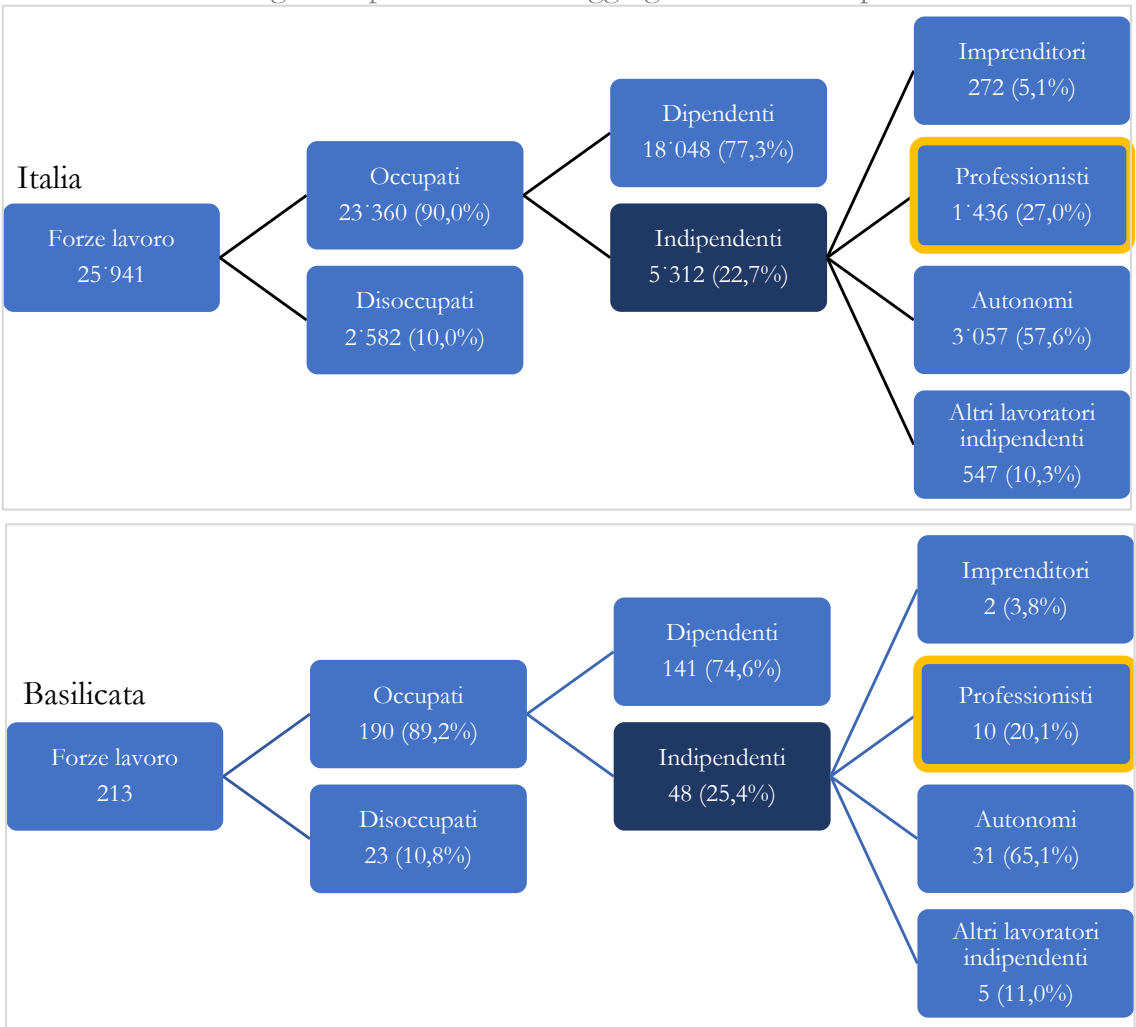 Italia
Forze lavoro
25˙941
Occupati
23˙360 (90,0%)
Disoccupati
2˙582 (10,0%)
Dipendenti
18˙048 (77,3%)
Indipendenti
5˙312 (22,7%)
Imprenditori
272 (5,1%)
Professionisti
1˙436 (27,0%)
Autonomi
3˙057 (57,6%)
Altri lavoratori
indipendenti
547 (10,3%)
Basilicata
Forze lavoro
213
Occupati
190 (89,2%)
Disoccupati
23 (10,8%)
Dipendenti
141 (74,6%)
Indipendenti
48 (25,4%)
Imprenditori
2 (3,8%)
Professionisti
10 (20,1%)
Autonomi
31 (65,1%)
Altri lavoratori
indipendenti
5 (11,0%)